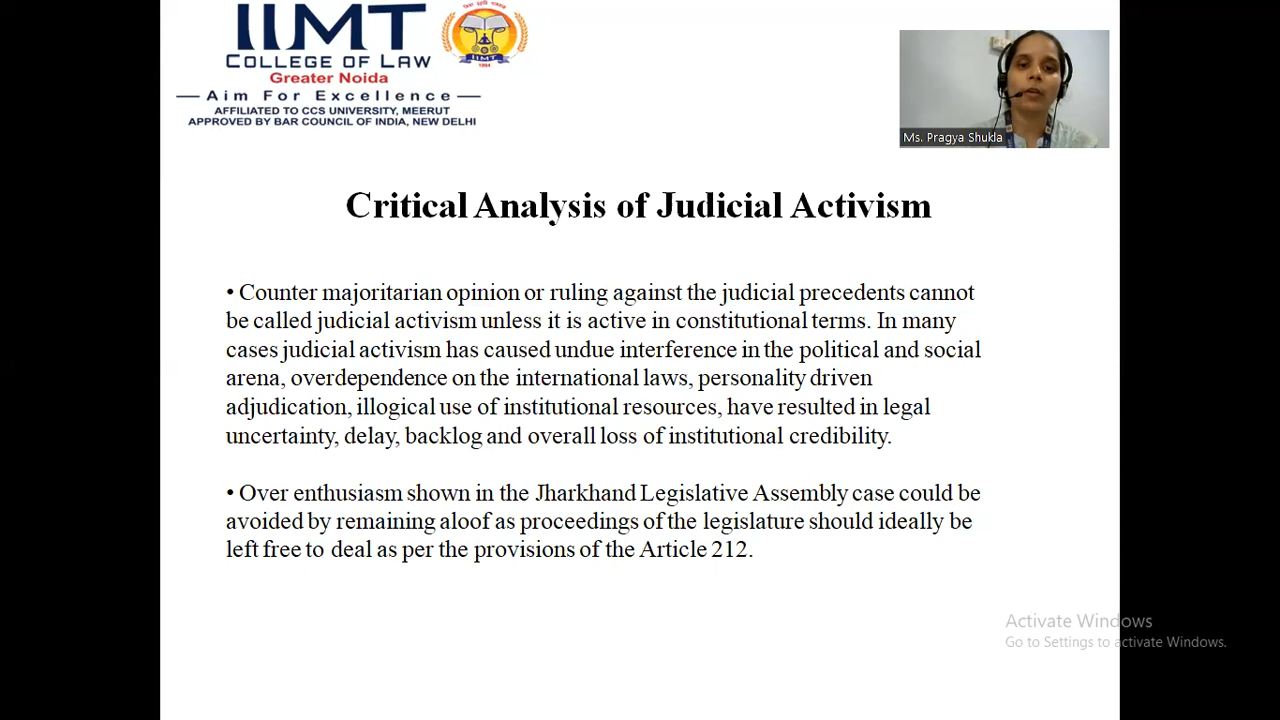 IIMT
COLLEGE OF LAW
Greater Noida
Aim For Excellence
AFFILIATED TO CCS UNIVERSITY, MEERUT
APPROVED BY BAR COUNCIL OF INDIA, NEW DELHI
IIMT
Ms. Pragya Shukla
Critical Analysis of Judicial Activism
• Counter majoritarian opinion or ruling against the judicial precedents cannot
be called judicial activism unless it is active in constitutional terms. In many
cases judicial activism has caused undue interference in the political and social
arena, overdependence on the international laws, personality driven
adjudication, illogical use of institutional resources, have resulted in legal
uncertainty, delay, backlog and overall loss of institutional credibility.
• Over enthusiasm shown in the Jharkhand Legislative Assembly case could be
avoided by remaining aloof as proceedings of the legislature should ideally be
left free to deal as per the provisions of the Article 212.
Activate Windows
Go to Settings to activate Windows.